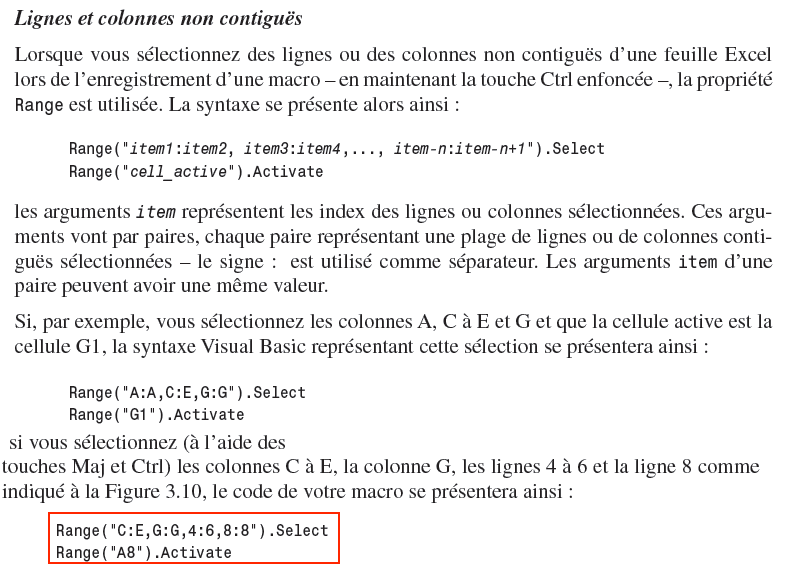 Lignes et colonnes non contiguës
Lorsque vous sélectionnez des lignes ou des colonnes non contiguës d’une feuille Excel
lors de l’enregistrement d’une macro – en maintenant la touche Ctrl enfoncée –, la propriété
Range est utilisée. La syntaxe se présente alors ainsi :
Range("item1:item2, item3:item4,..., item-n:item-n+1").Select
Range("cell_active").Activate
les arguments item représentent les index des lignes ou colonnes sélectionnées. Ces argu-
ments vont par paires, chaque paire représentant une plage de lignes ou de colonnes conti-
guës sélectionnées – le signe : est utilisé comme séparateur. Les arguments item d’une
paire peuvent avoir une même valeur.
Si, par exemple, vous sélectionnez les colonnes A, C à E et G et que la cellule active est la
cellule G1, la syntaxe Visual Basic représentant cette sélection se présentera ainsi :
Range("A:A,C:E,G:G").Select
Range("G1").Activate
si vous sélectionnez (à l’aide des
touches Maj et Ctrl) les colonnes C à E, la colonne G, les lignes 4 à 6 et la ligne 8 comme
indiqué à la Figure 3.10, le code de votre macro se présentera ainsi :
Range("C:E,G:G,4:6,8:8").Select
Range("A8").Activate